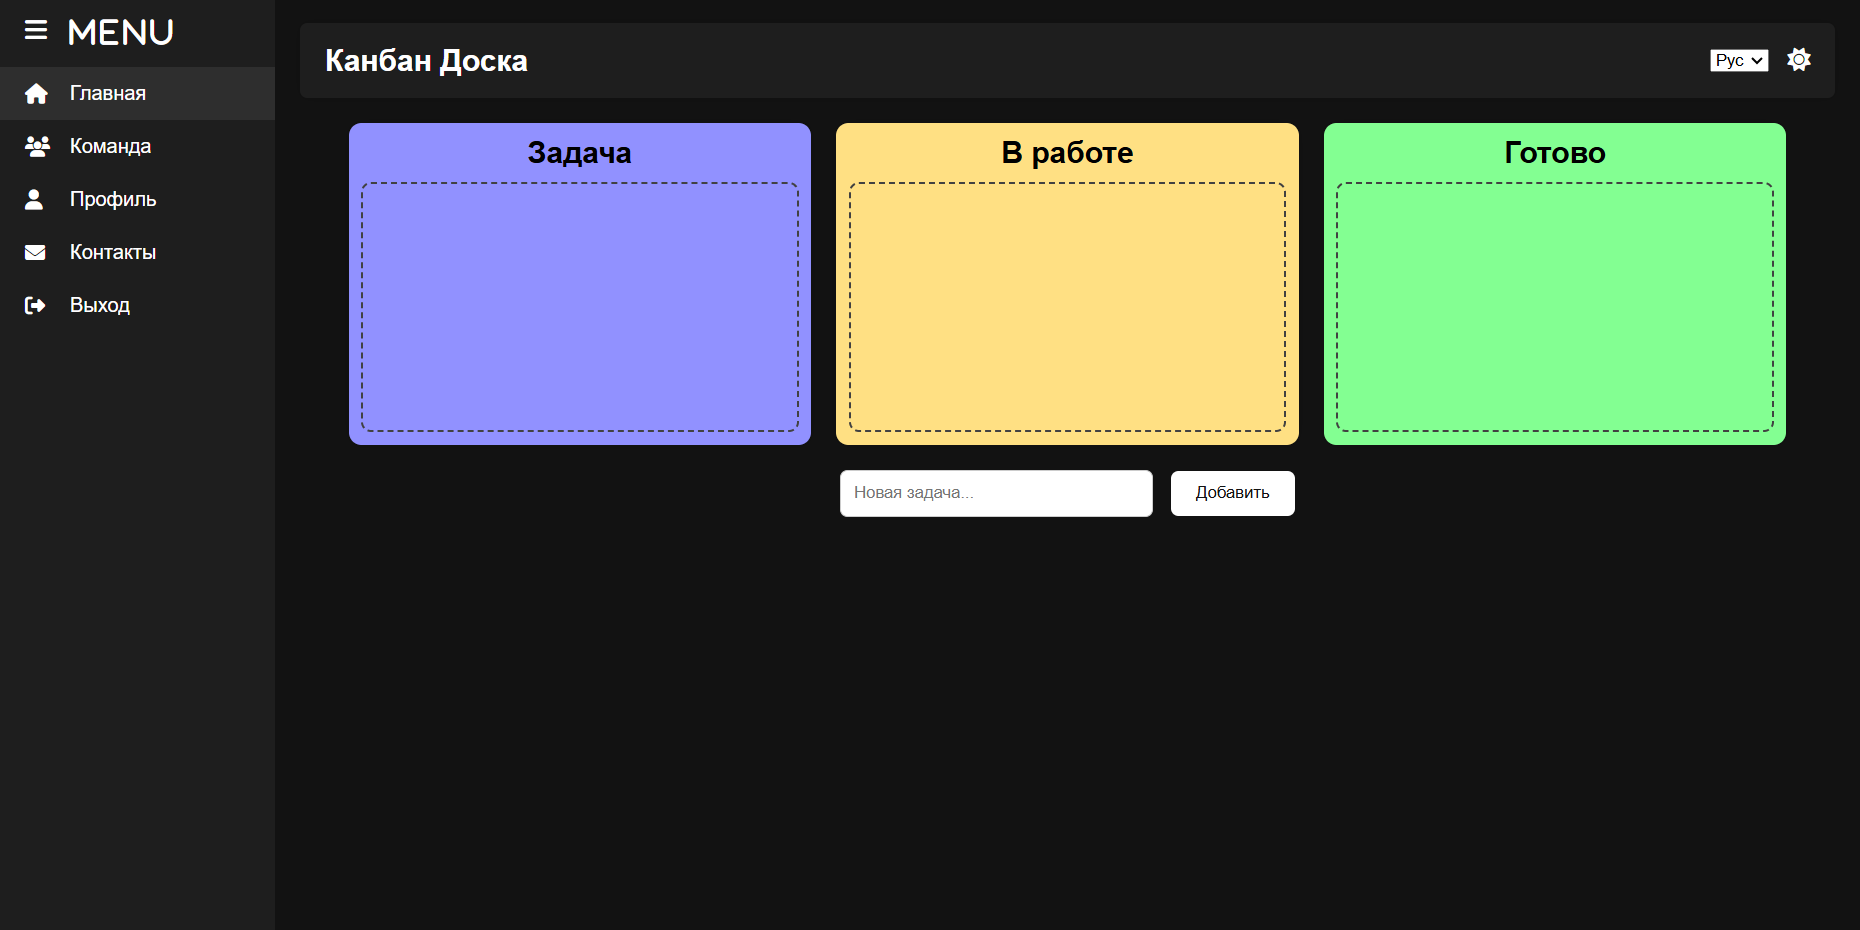 MENU
Главная
Команда
Профиль
Контакты
Выход
Канбан Доска
Рус
Задача
В работе
Готово
Новая задача...
Добавить